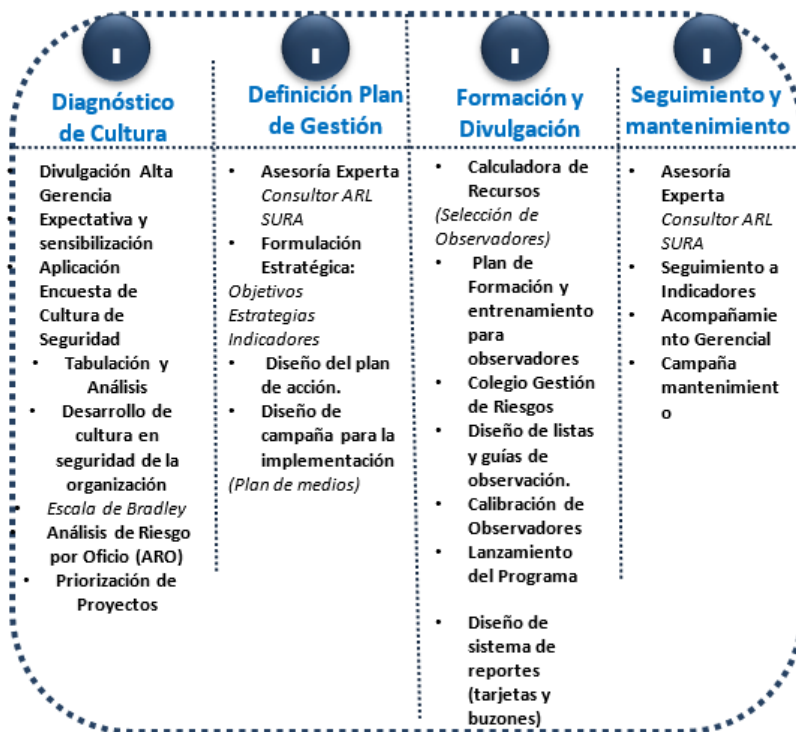 I
Diagnóstico
de Cultura
• Divulgación Alta
Gerencia
• Expectativa y
sensibilización
• Aplicación
Encuesta de
Cultura de
Seguridad
• Tabulación y
Análisis
• Desarrollo de
cultura en
seguridad de la
organización
• Escala de Bradley
• Análisis de Riesgo
por Oficio (ARO)
• Priorización de
Proyectos
I
Definición Plan
de Gestión
• Asesoría Experta
Consultor ARL
SURA
• Formulación
Estratégica:
Objetivos
Estrategias
Indicadores
• Diseño del plan
de acción.
• Diseño de
campaña para la
implementación
(Plan de medios)
I
Formación y
Divulgación
• Calculadora de
Recursos
(Selección de
Observadores)
• Plan de
Formación y
entrenamiento
para
observadores
• Colegio Gestión
de Riesgos
• Diseño de listas
y guías de
observación.
• Calibración de
Observadores
• Lanzamiento
del Programa
• Diseño de
sistema de
reportes
(tarjetas y
buzones)
I
Seguimiento y
mantenimiento
• Asesoría
Experta
Consultor ARL
SURA
• Seguimiento a
Indicadores
• Acompañamie
nto Gerencial
• Campaña
mantenimient
o